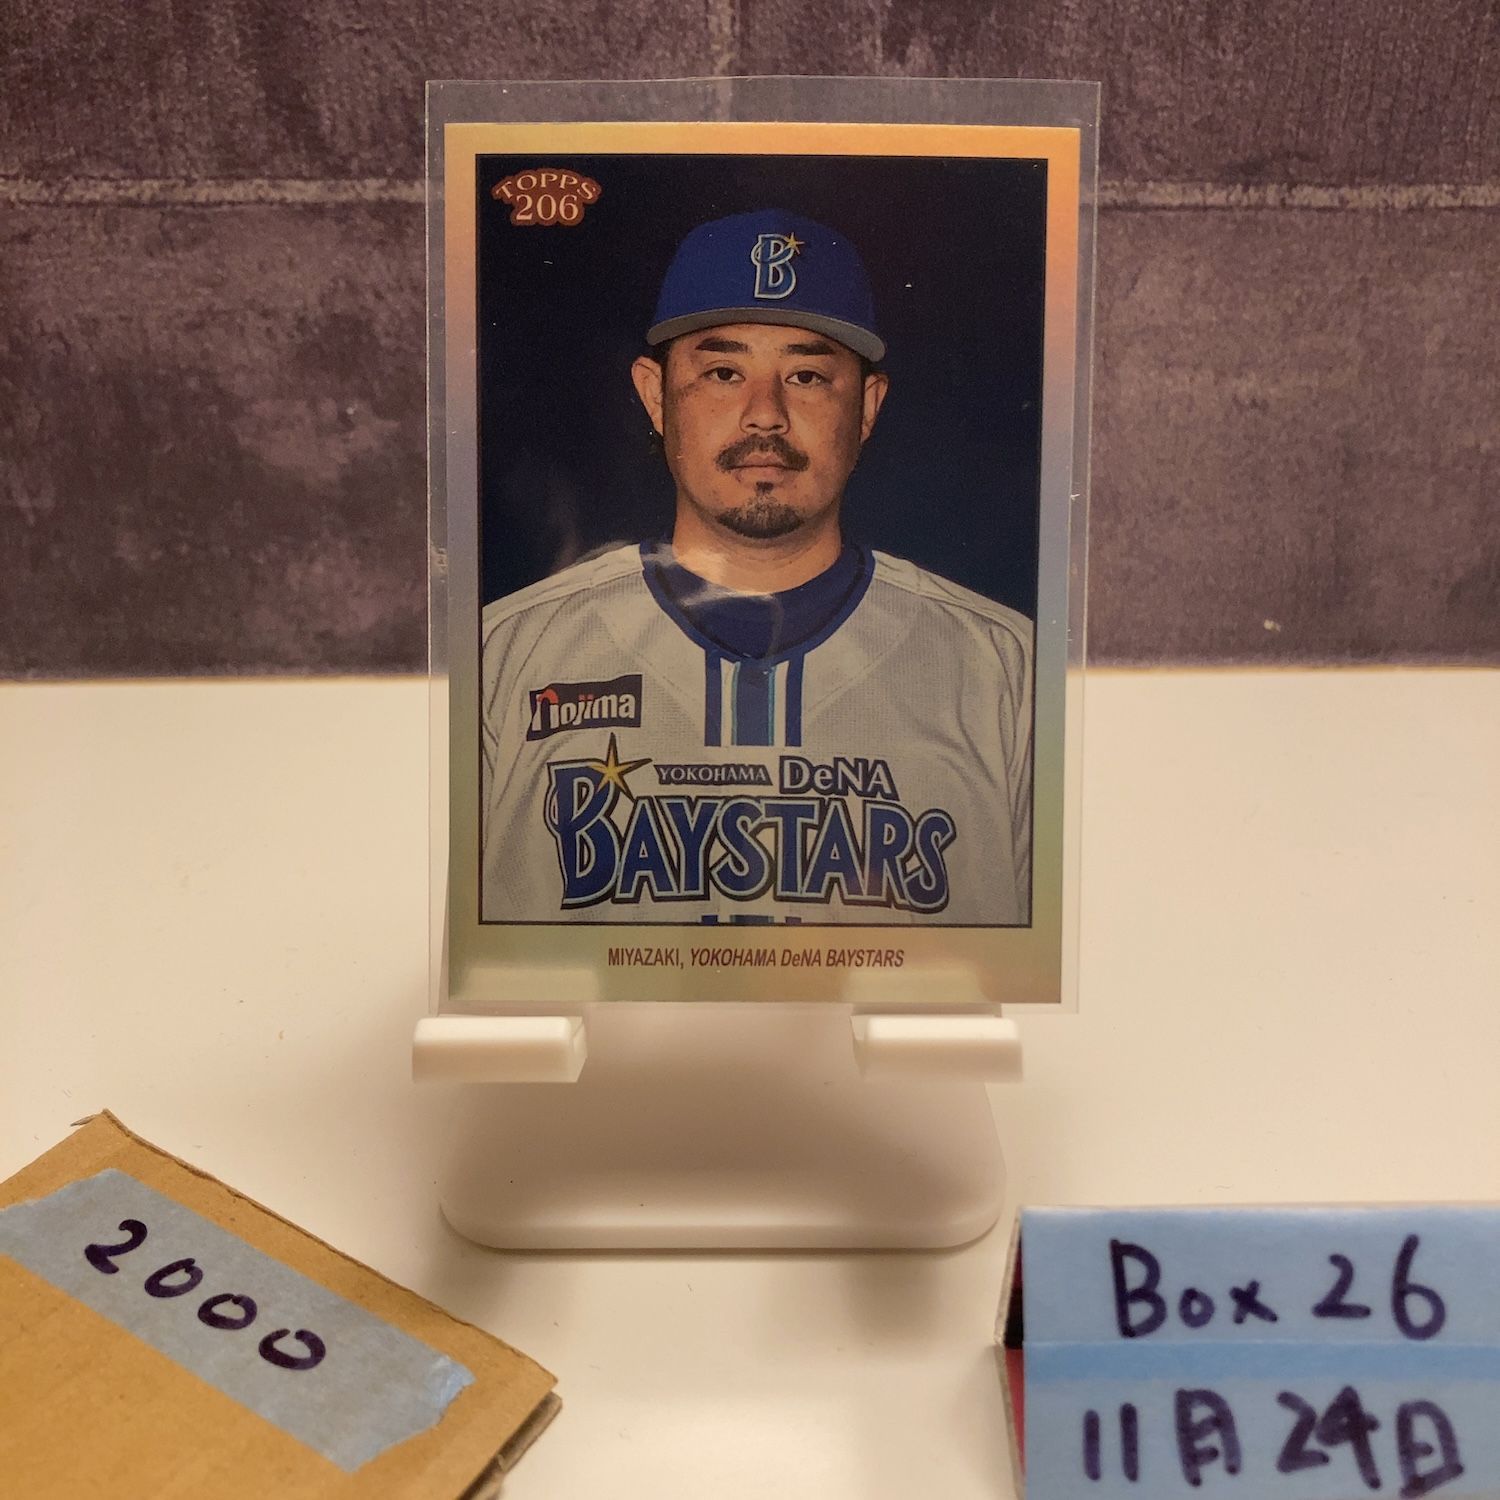 TOPPS
206
B
nojima
YOKOHAMA DeNA
BAYSTARS
MIYAZAKI, YOKOHAMA DeNA BAYSTARS
2000
Box 26
11月24日